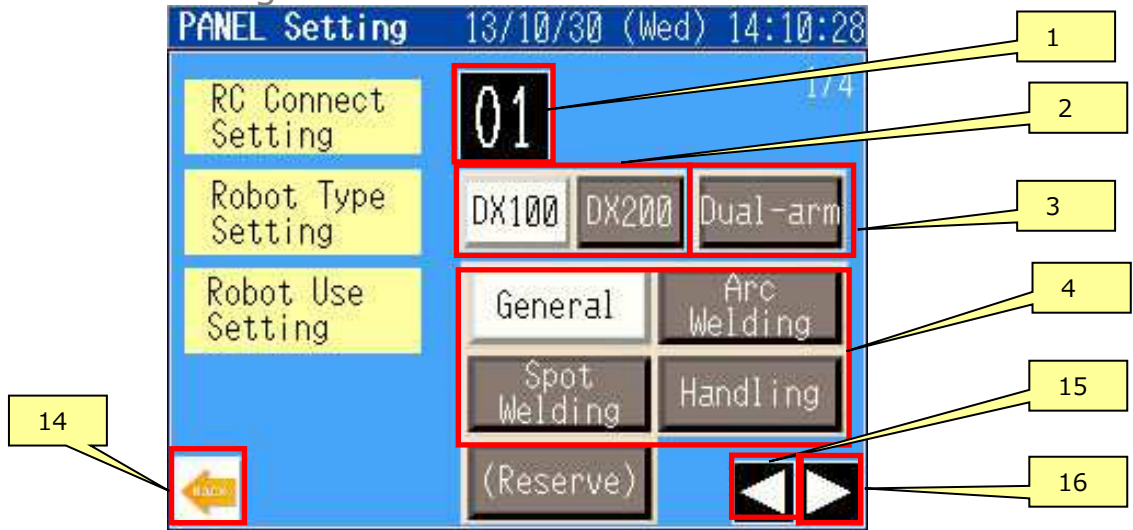 PANEL Setting 13/10/30 (Wed) 14:10:28
1
1/4
RC Connect
Setting
01
2
Robot Type
Setting
DX100 DX200 Dual-arm
3
Robot Use
Setting
General
Arc
Welding
4
Spot
Welding
Handling
15
14
BACK
(Reserve)
16